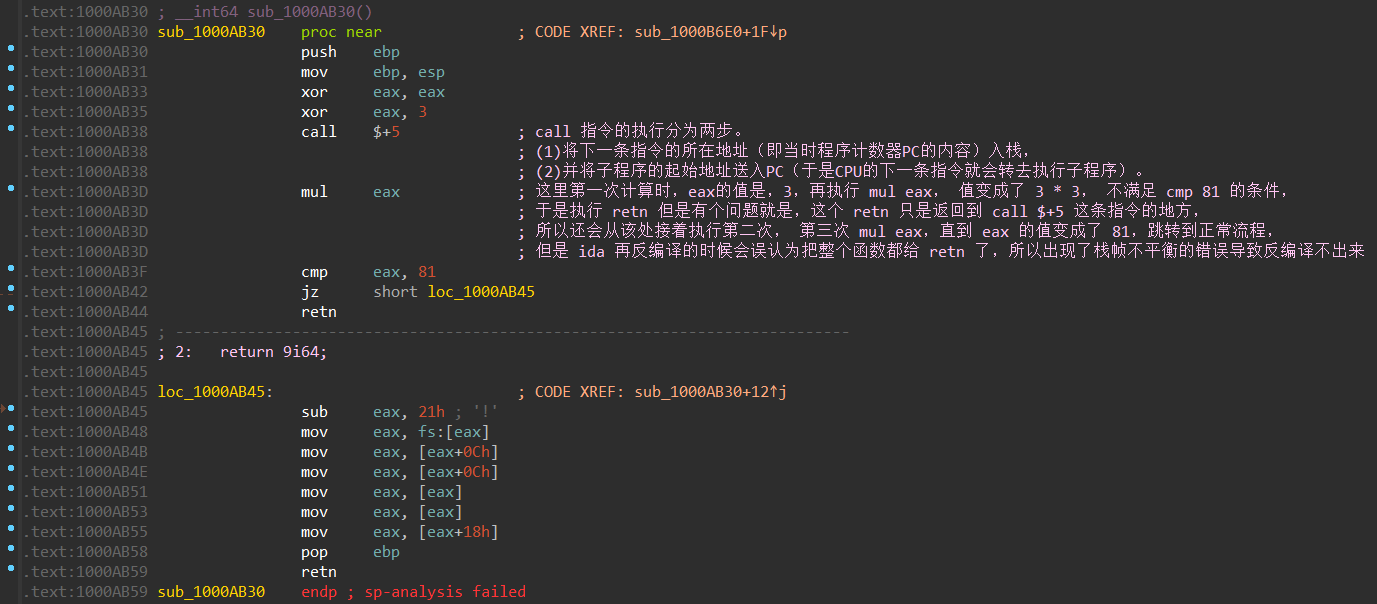 .text:1000AB30 ; __int64 sub_1000AB30()
.text:1000AB30 sub_1000AB30 proc near ; CODE XREF: sub_1000B6E0+1F↓p
.text:1000AB30 push ebp
.text:1000AB31 mov ebp, esp
.text:1000AB33 xor eax, eax
.text:1000AB35 xor eax, 3
.text:1000AB38 call $+5 ; call 指令的执行分为两步。
.text:1000AB38 ; (1)将下一条指令的所在地址（即当时程序计数器PC的内容）入栈，
.text:1000AB38 ; (2)并将子程序的起始地址送入PC（于是CPU的下一条指令就会转去执行子程序）。
.text:1000AB3D mul eax ; 这里第一次计算时，eax的值是，3，再执行 mul eax， 值变成了 3 * 3， 不满足 cmp 81 的条件，
.text:1000AB3D ; 于是执行 retn 但是有个问题就是，这个 retn 只是返回到 call $+5 这条指令的地方，
.text:1000AB3D ; 所以还会从该处接着执行第二次， 第三次 mul eax，直到 eax 的值变成了 81，跳转到正常流程，
.text:1000AB3D ; 但是 ida 再反编译的时候会误认为把整个函数都给 retn 了，所以出现了栈帧不平衡的错误导致反编译不出来
.text:1000AB3F cmp eax, 81
.text:1000AB42 jz short loc_1000AB45
.text:1000AB44 retn
.text:1000AB45 ; ---------------------------------------------------------------------------
.text:1000AB45 ; 2: return 9i64;
.text:1000AB45
.text:1000AB45 loc_1000AB45: ; CODE XREF: sub_1000AB30+12↑j
.text:1000AB45 sub eax, 21h ; '!'
.text:1000AB48 mov eax, fs:[eax]
.text:1000AB4B mov eax, [eax+0Ch]
.text:1000AB4E mov eax, [eax+0Ch]
.text:1000AB51 mov eax, [eax]
.text:1000AB53 mov eax, [eax]
.text:1000AB55 mov eax, [eax+18h]
.text:1000AB58 pop ebp
.text:1000AB59 retn
.text:1000AB59 sub_1000AB30 endp ; sp-analysis failed